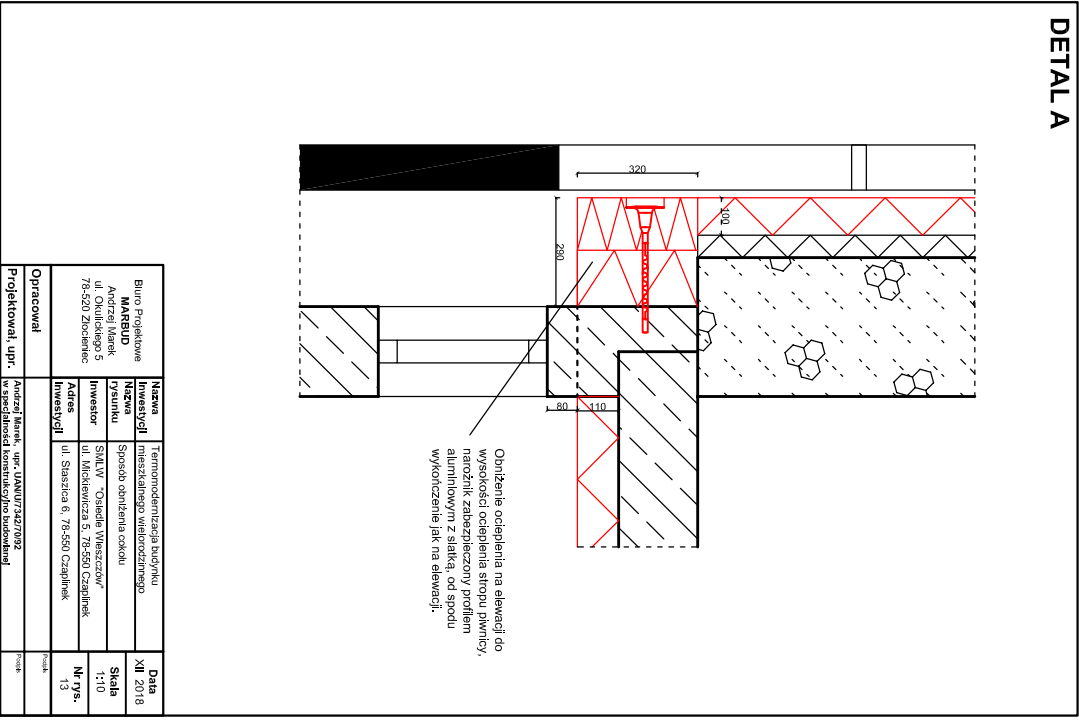 DETAL A
320
100
290
80
110
Obniżenie ocieplenia na elewacji do
wysokości ocieplenia stropu piwnicy,
narożnik zabezpieczony profilem
aluminiowym z siatką, od spodu
wykończenie jak na elewacji.
Biuro Projektowe
MARBUD
Andrzej Marek
ul. Okulickiego 5
78-520 Złocieniec
Nazwa
Inwestycji
Termomodernizacja budynku
mieszkalnego wielorodzinnego
Data
XII 2018
Nazwa
rysunku
Sposób obniżenia cokołu
Inwestor
SMLW "Osiedle Wieszczów"
ul. Mickiewicza 5, 78-550 Czaplinek
Skala
1:10
Adres
Inwestycji
ul. Staszica 6, 78-550 Czaplinek
Nr rys.
13
Opracował
Podpis
Projektował, upr.
Andrzej Marek, upr. UAN/U/7342/70/92
w specjalności konstrukcyjno budowlanej
Podpis